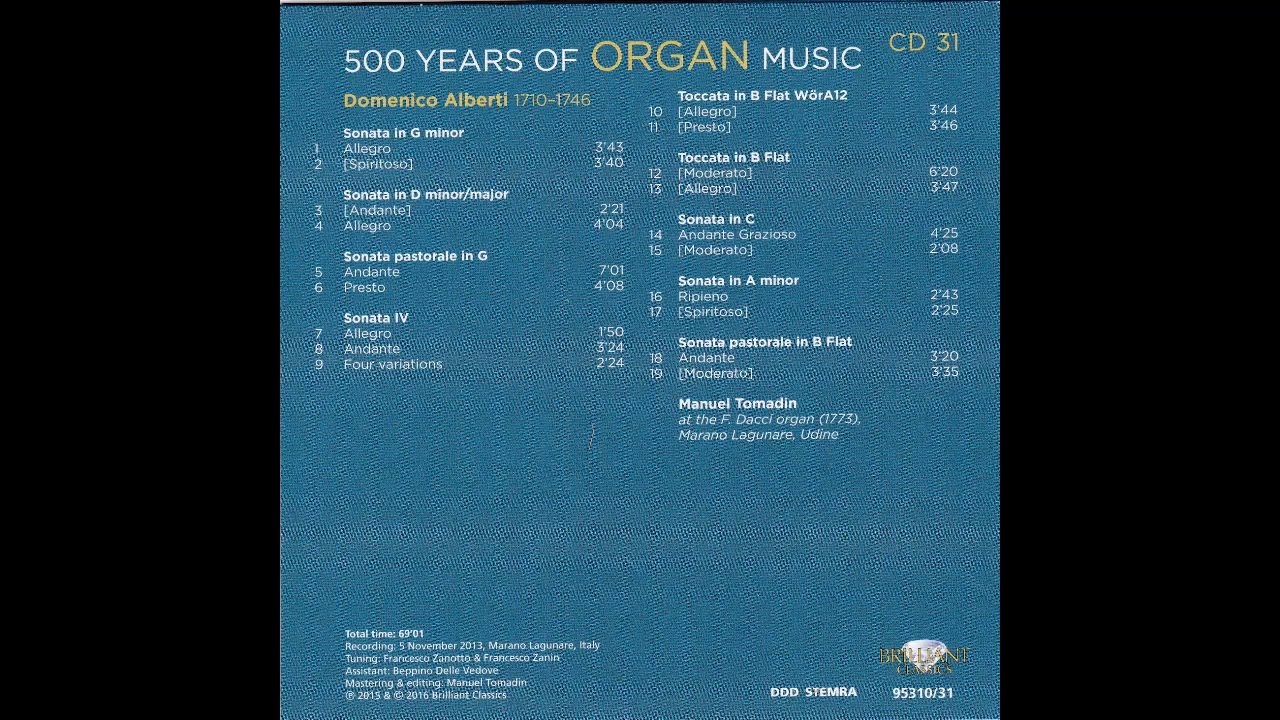 500 YEARS OF ORGAN MUSIC
CD 31
Domenico Alberti 1710–1746
Sonata in G minor
1 Allegro 3'43
2 [Spiritoso] 3'40
Sonata in D minor/major
3 [Andante] 2'21
4 Allegro 4'04
Sonata pastorale in G
5 Andante 7'01
6 Presto 4'08
Sonata IV
7 Allegro 1'50
8 Andante 3'24
9 Four variations 2'24
Toccata in B Flat WörA12
10 [Allegro] 3'44
11 [Presto] 3'46
Toccata in B Flat
12 [Moderato] 6'20
13 [Allegro] 3'47
Sonata in C
14 Andante Grazioso 4'25
15 [Moderato] 2'08
Sonata in A minor
16 Ripieno 2'43
17 [Spiritoso] 2'25
Sonata pastorale in B Flat
18 Andante 3'20
19 [Moderato] 3'35
Manuel Tomadin
at the F. Dacci organ (1773),
Marano Lagunare, Udine
Total time: 69'01
Recording: 5 November 2013, Marano Lagunare, Italy
Tuning: Francesco Zanotto & Francesco Zanin
Assistant: Beppino Delle Vedove
Mastering & editing: Manuel Tomadin
℗ 2015 & © 2016 Brilliant Classics
BRILLIANT
CLASSICS
DDD STEMRA 95310/31